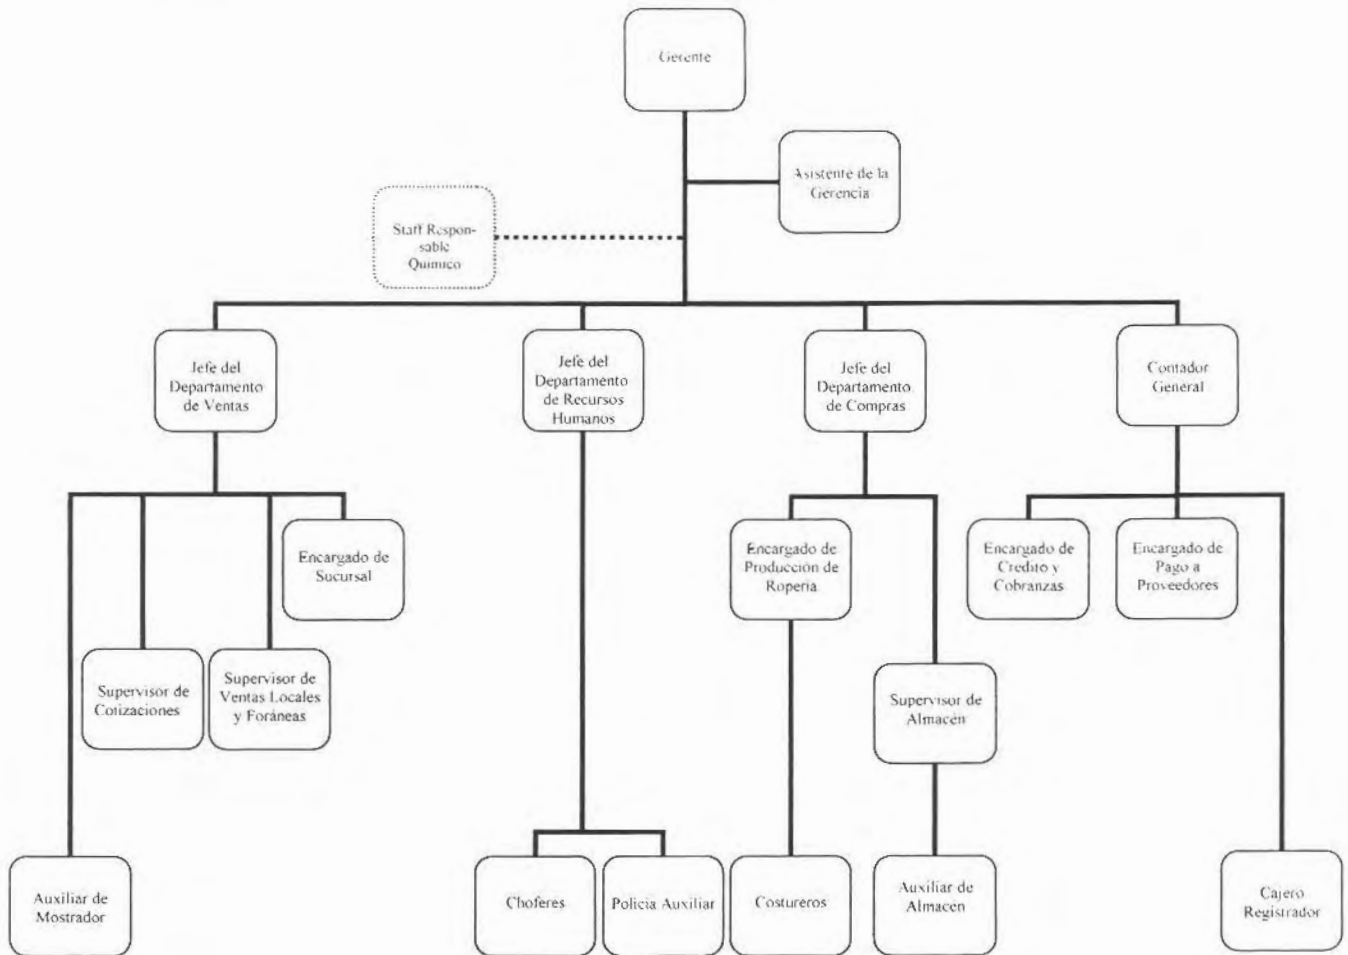 Gerente
Asistente de la
Gerencia
Staff Respon-
sable
Químico
Jefe del
Departamento
de Ventas
Jefe del
Departamento
de Recursos
Humanos
Jefe del
Departamento
de Compras
Contador
General
Encargado de
Sucursal
Encargado de
Producción de
Ropería
Encargado de
Crédito y
Cobranzas
Encargado de
Pago a
Proveedores
Supervisor de
Cotizaciones
Supervisor de
Ventas Locales
y Foráneas
Supervisor de
Almacén
Auxiliar de
Mostrador
Choferes
Policía Auxiliar
Costureros
Auxiliar de
Almacén
Cajero
Registrador